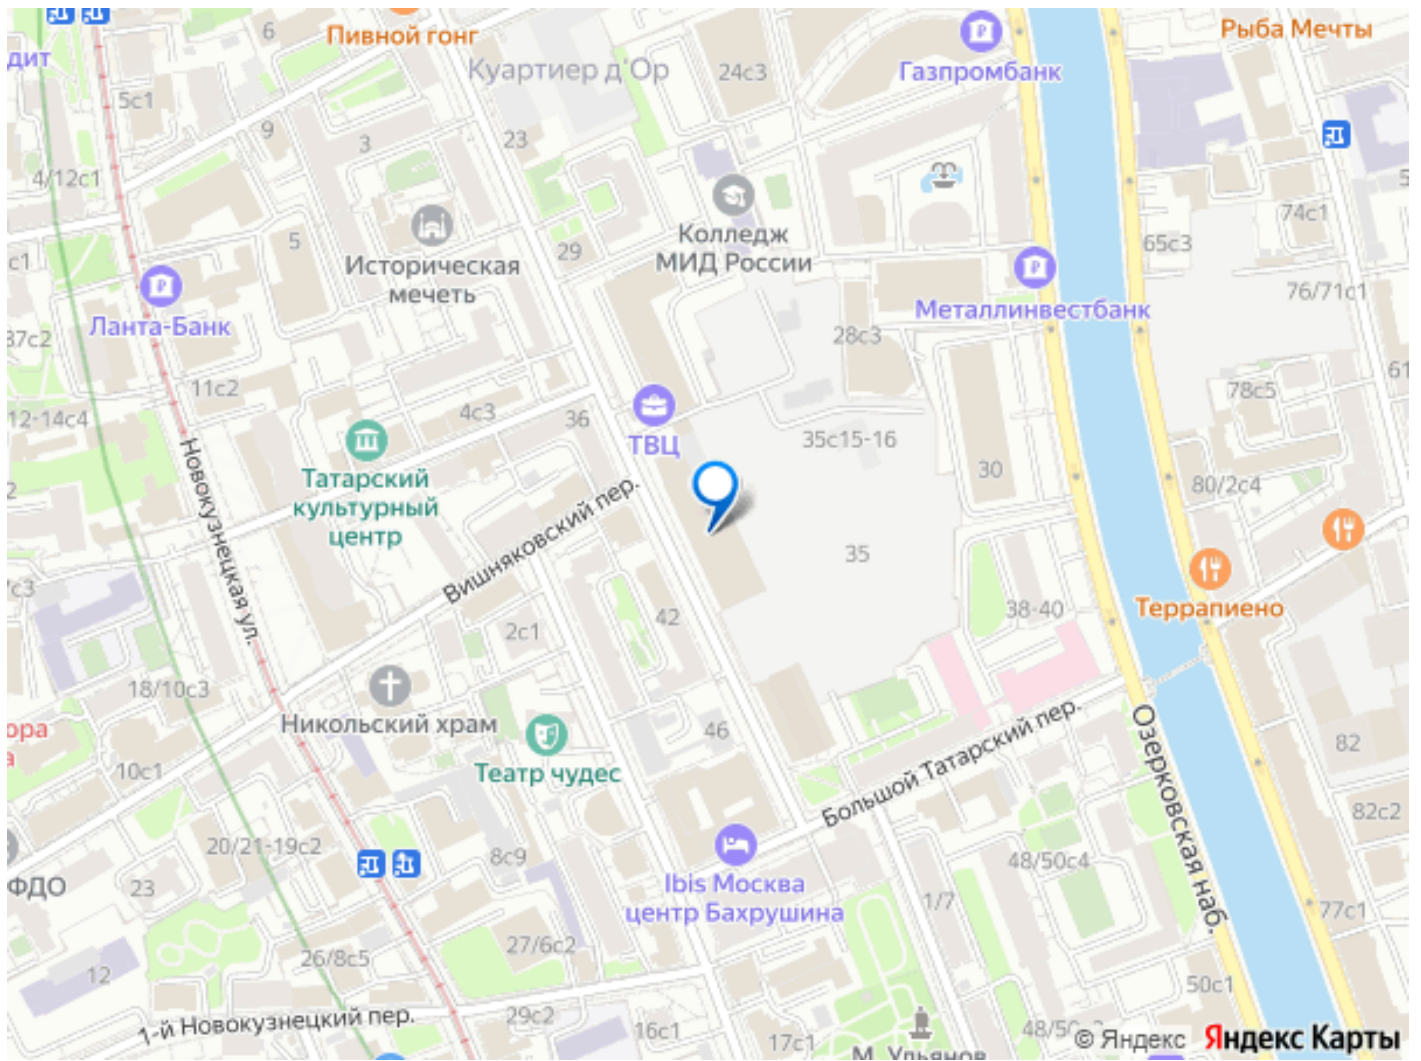 6
Пивной гонг
Рыба Мечты
дит
Куартиер д'Ор
24с3
Газпромбанк
5с1
9
3
23
4/12с1
5
29
Колледж
МИД России
74с1
65с3
с1
Историческая
мечеть
76/71с1
Ланта-Банк
Металлинвестбанк
37с2
28с3
61
11с2
78с5
12-14с4
4с3
36
ТВЦ
35с15-16
30
80/2с4
2
Новокузнецкая ул.
Татарский
культурный
центр
Вишняковский пер.
35
7с3
42
38-40
Террапиено
2с1
18/10с3
Никольский храм
ора
а
46
Большой Татарский пер.
Озерковская наб.
82
10с1
Театр чудес
82с2
20/21-19с2
8с9
48/50с4
ФДО
23
Ibis Москва
центр Бахрушина
1/7
77с1
27/6с2
26/8с5
12
50с1
1-й Новокузнецкий пер.
29с2
16с1
17с1
М. Ульянов
© Яндекс Яндекс Карты